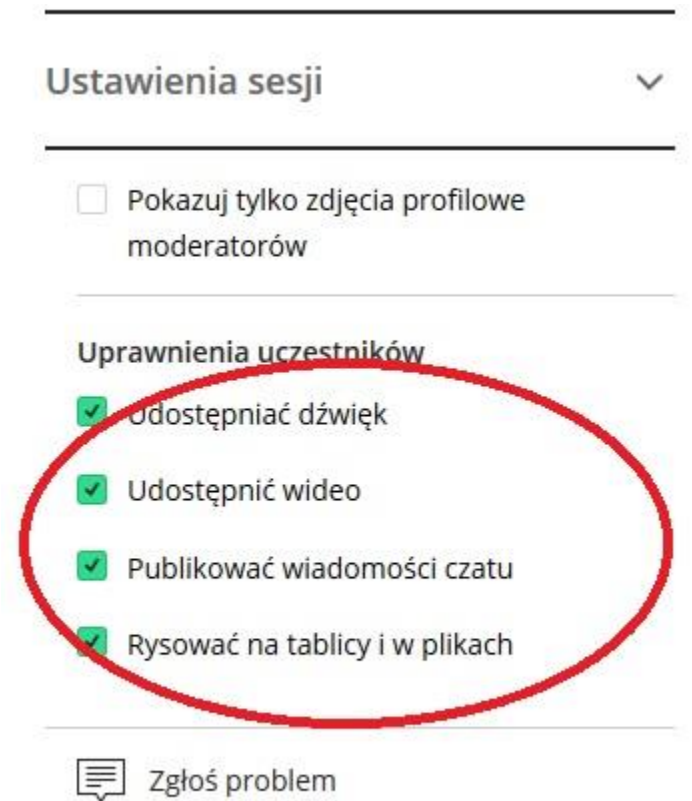 Ustawienia sesji
Pokazuj tylko zdjęcia profilowe
moderatorów
Uprawnienia uczestników
Udostępniać dźwięk
Udostępnić wideo
Publikować wiadomości czatu
Rysować na tablicy i w plikach
Zgłoś problem